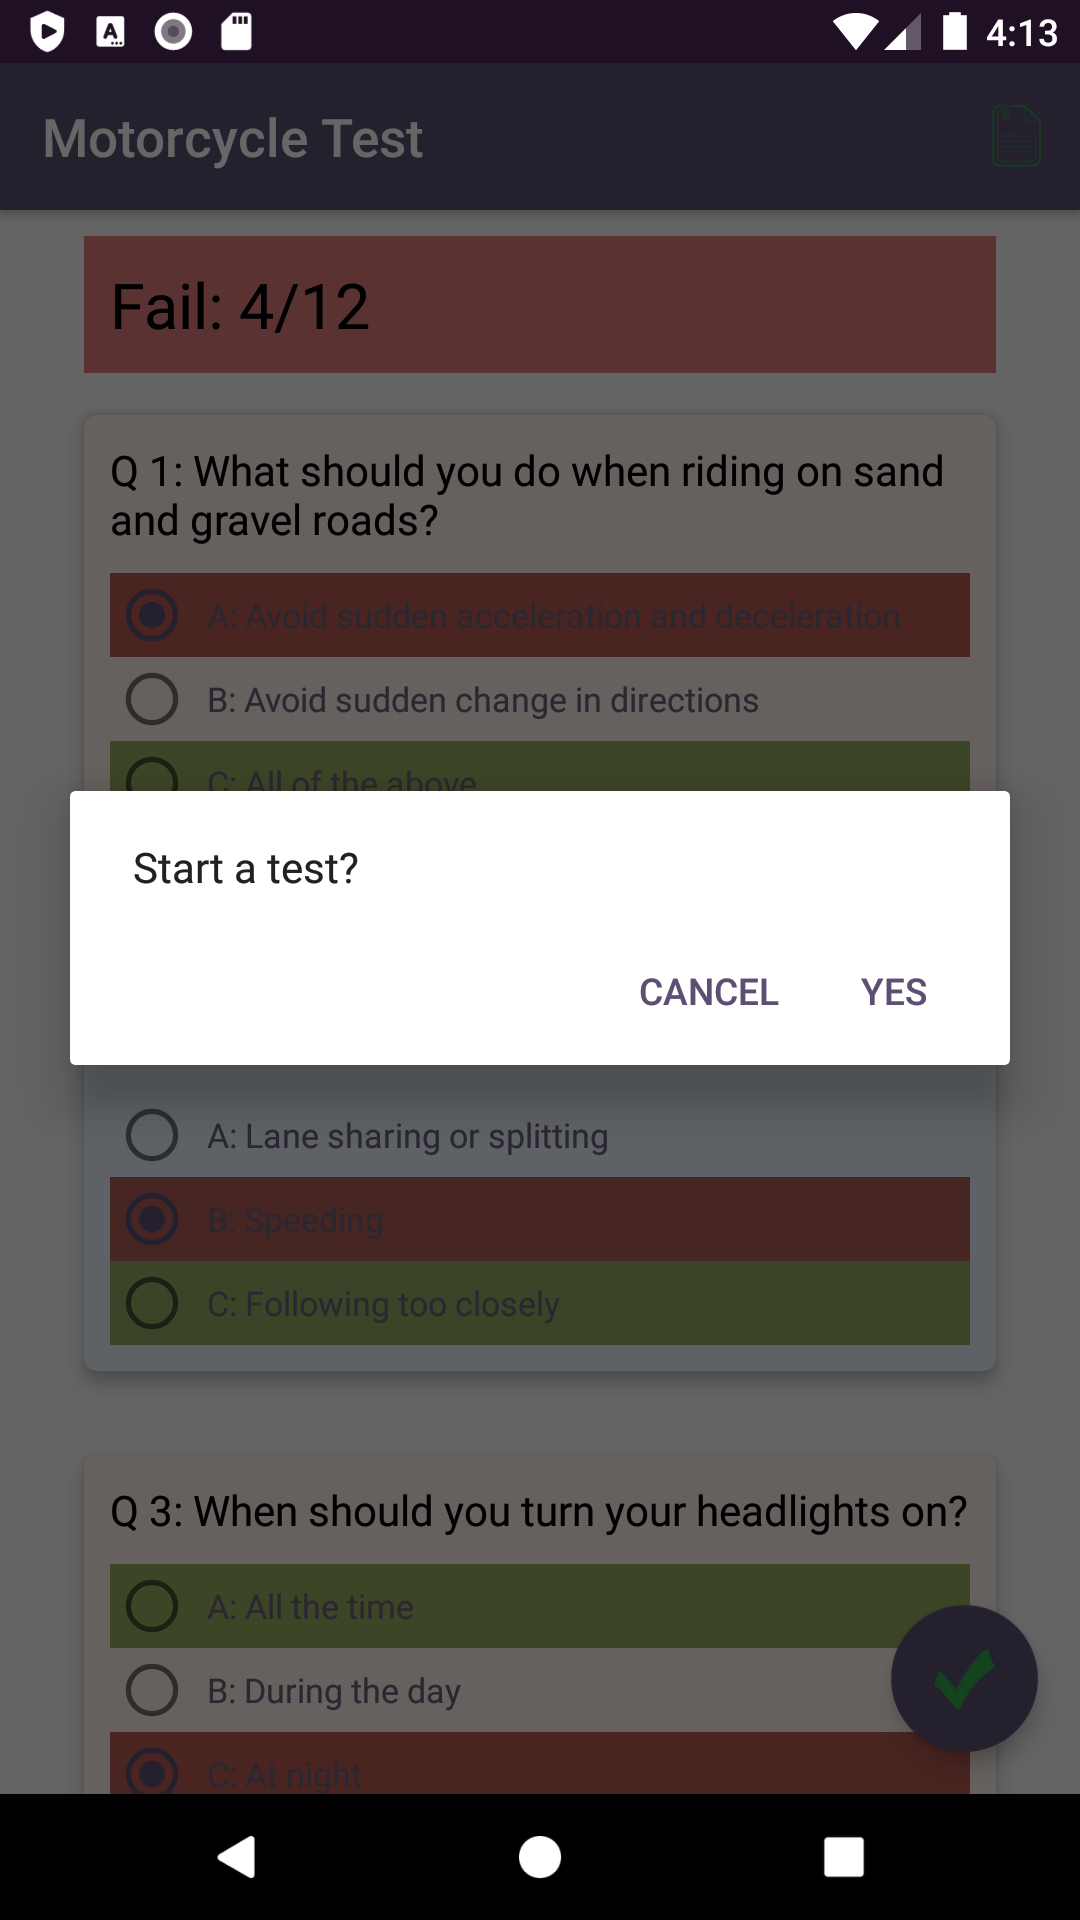 4:13
Motorcycle Test
Fail: 4/12
Q 1: What should you do when riding on sand
and gravel roads?
A: Avoid sudden acceleration and deceleration
B: Avoid sudden change in directions
C: All of the above
Start a test?
CANCEL YES
A: Lane sharing or splitting
B: Speeding
C: Following too closely
Q 3: When should you turn your headlights on?
A: All the time
B: During the day
C: At night